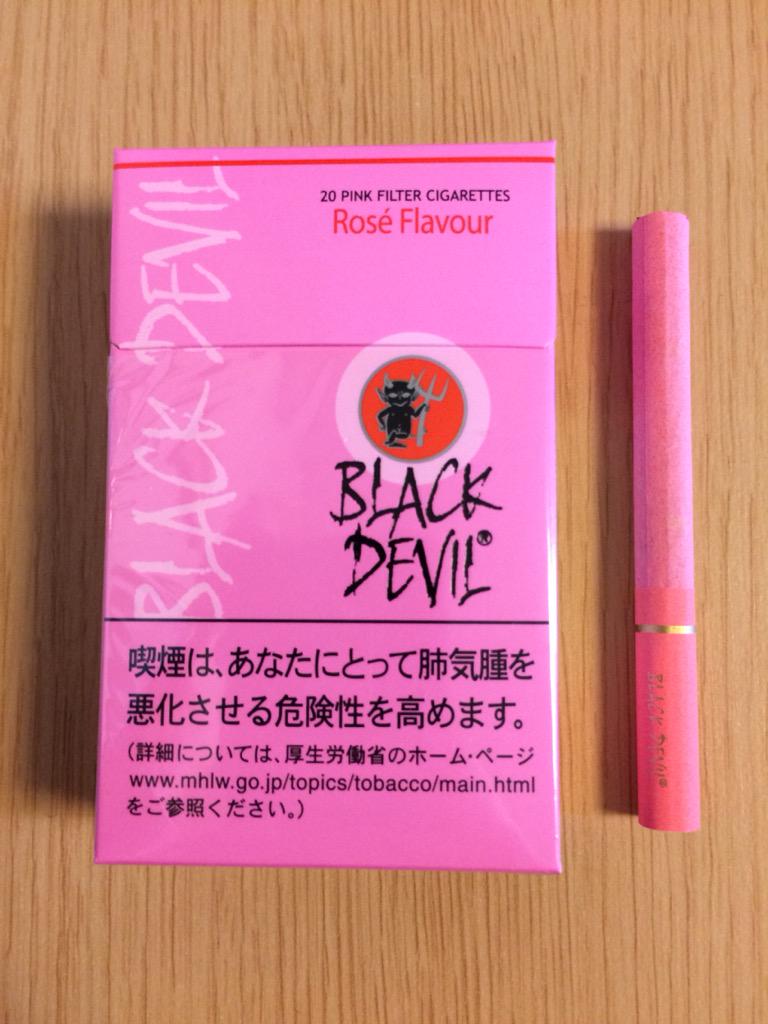 20 PINK FILTER CIGARETTES
Rosé Flavour
BLACK DEVIL
BLACK
DEVIL®
喫煙は、あなたにとって肺気腫を
悪化させる危険性を高めます。
(詳細については、厚生労働省のホーム・ページ
www.mhlw.go.jp/topics/tobacco/main.html
をご参照ください。)
BLACK DEVIL®